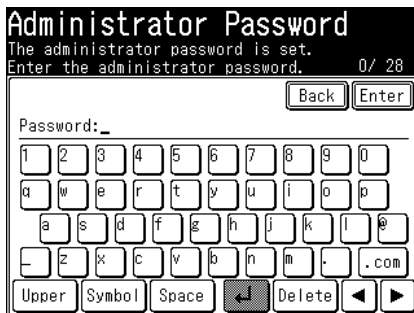 Administrator Password
The administrator password is set.
Enter the administrator password. 0/ 28
Back Enter
Password:_
1 2 3 4 5 6 7 8 9 0
q w e r t y u i o p
a s d f g h j k l @
_ z x c v b n m . .com
Upper Symbol Space ↵ Delete ◀ ▶